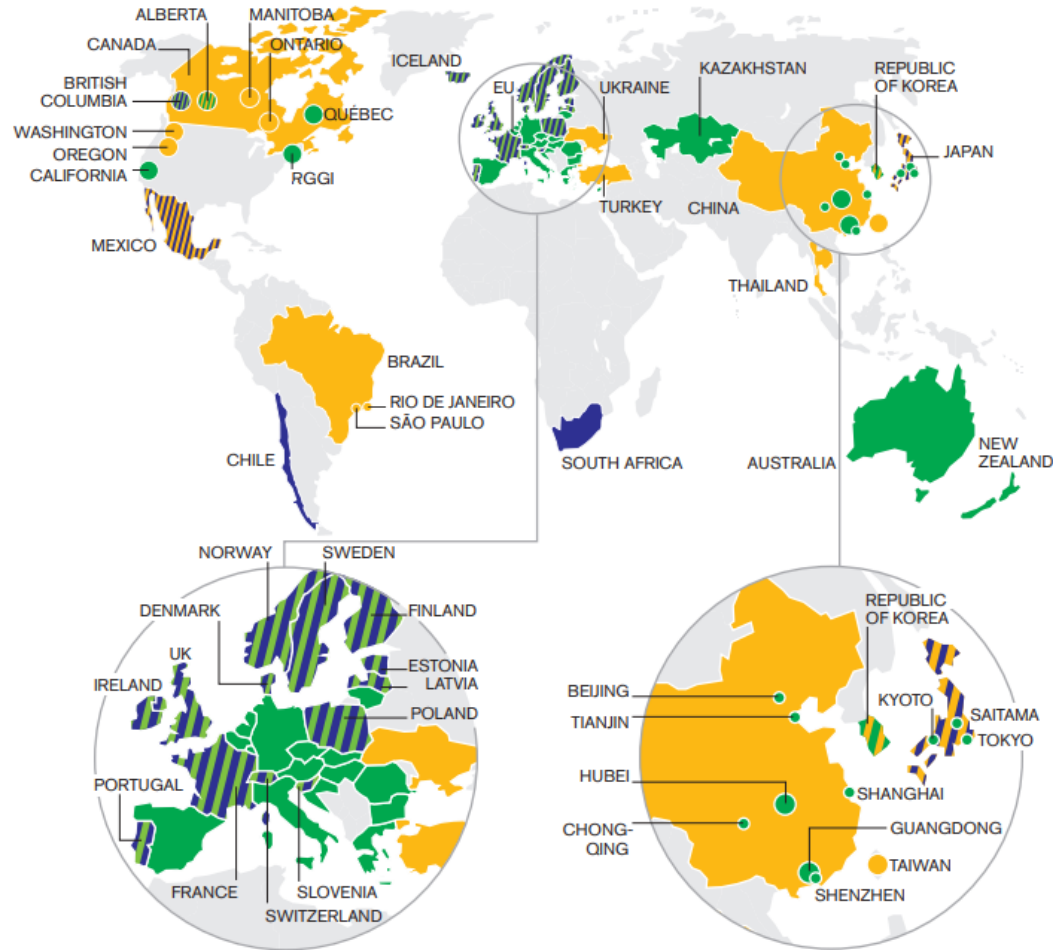 ALBERTA
MANITOBA
CANADA
ONTARIO
ICELAND
BRITISH
COLUMBIA
EU
UKRAINE
KAZAKHSTAN
REPUBLIC
OF KOREA
QUÉBEC
WASHINGTON
OREGON
CALIFORNIA
RGGI
JAPAN
TURKEY
CHINA
MEXICO
THAILAND
BRAZIL
RIO DE JANEIRO
SÃO PAULO
CHILE
SOUTH AFRICA
AUSTRALIA
NEW
ZEALAND
NORWAY
SWEDEN
DENMARK
FINLAND
UK
IRELAND
ESTONIA
LATVIA
POLAND
PORTUGAL
FRANCE
SLOVENIA
SWITZERLAND
REPUBLIC
OF KOREA
BEIJING
TIANJIN
KYOTO
SAITAMA
TOKYO
HUBEI
SHANGHAI
CHONG-
QING
GUANGDONG
TAIWAN
SHENZHEN